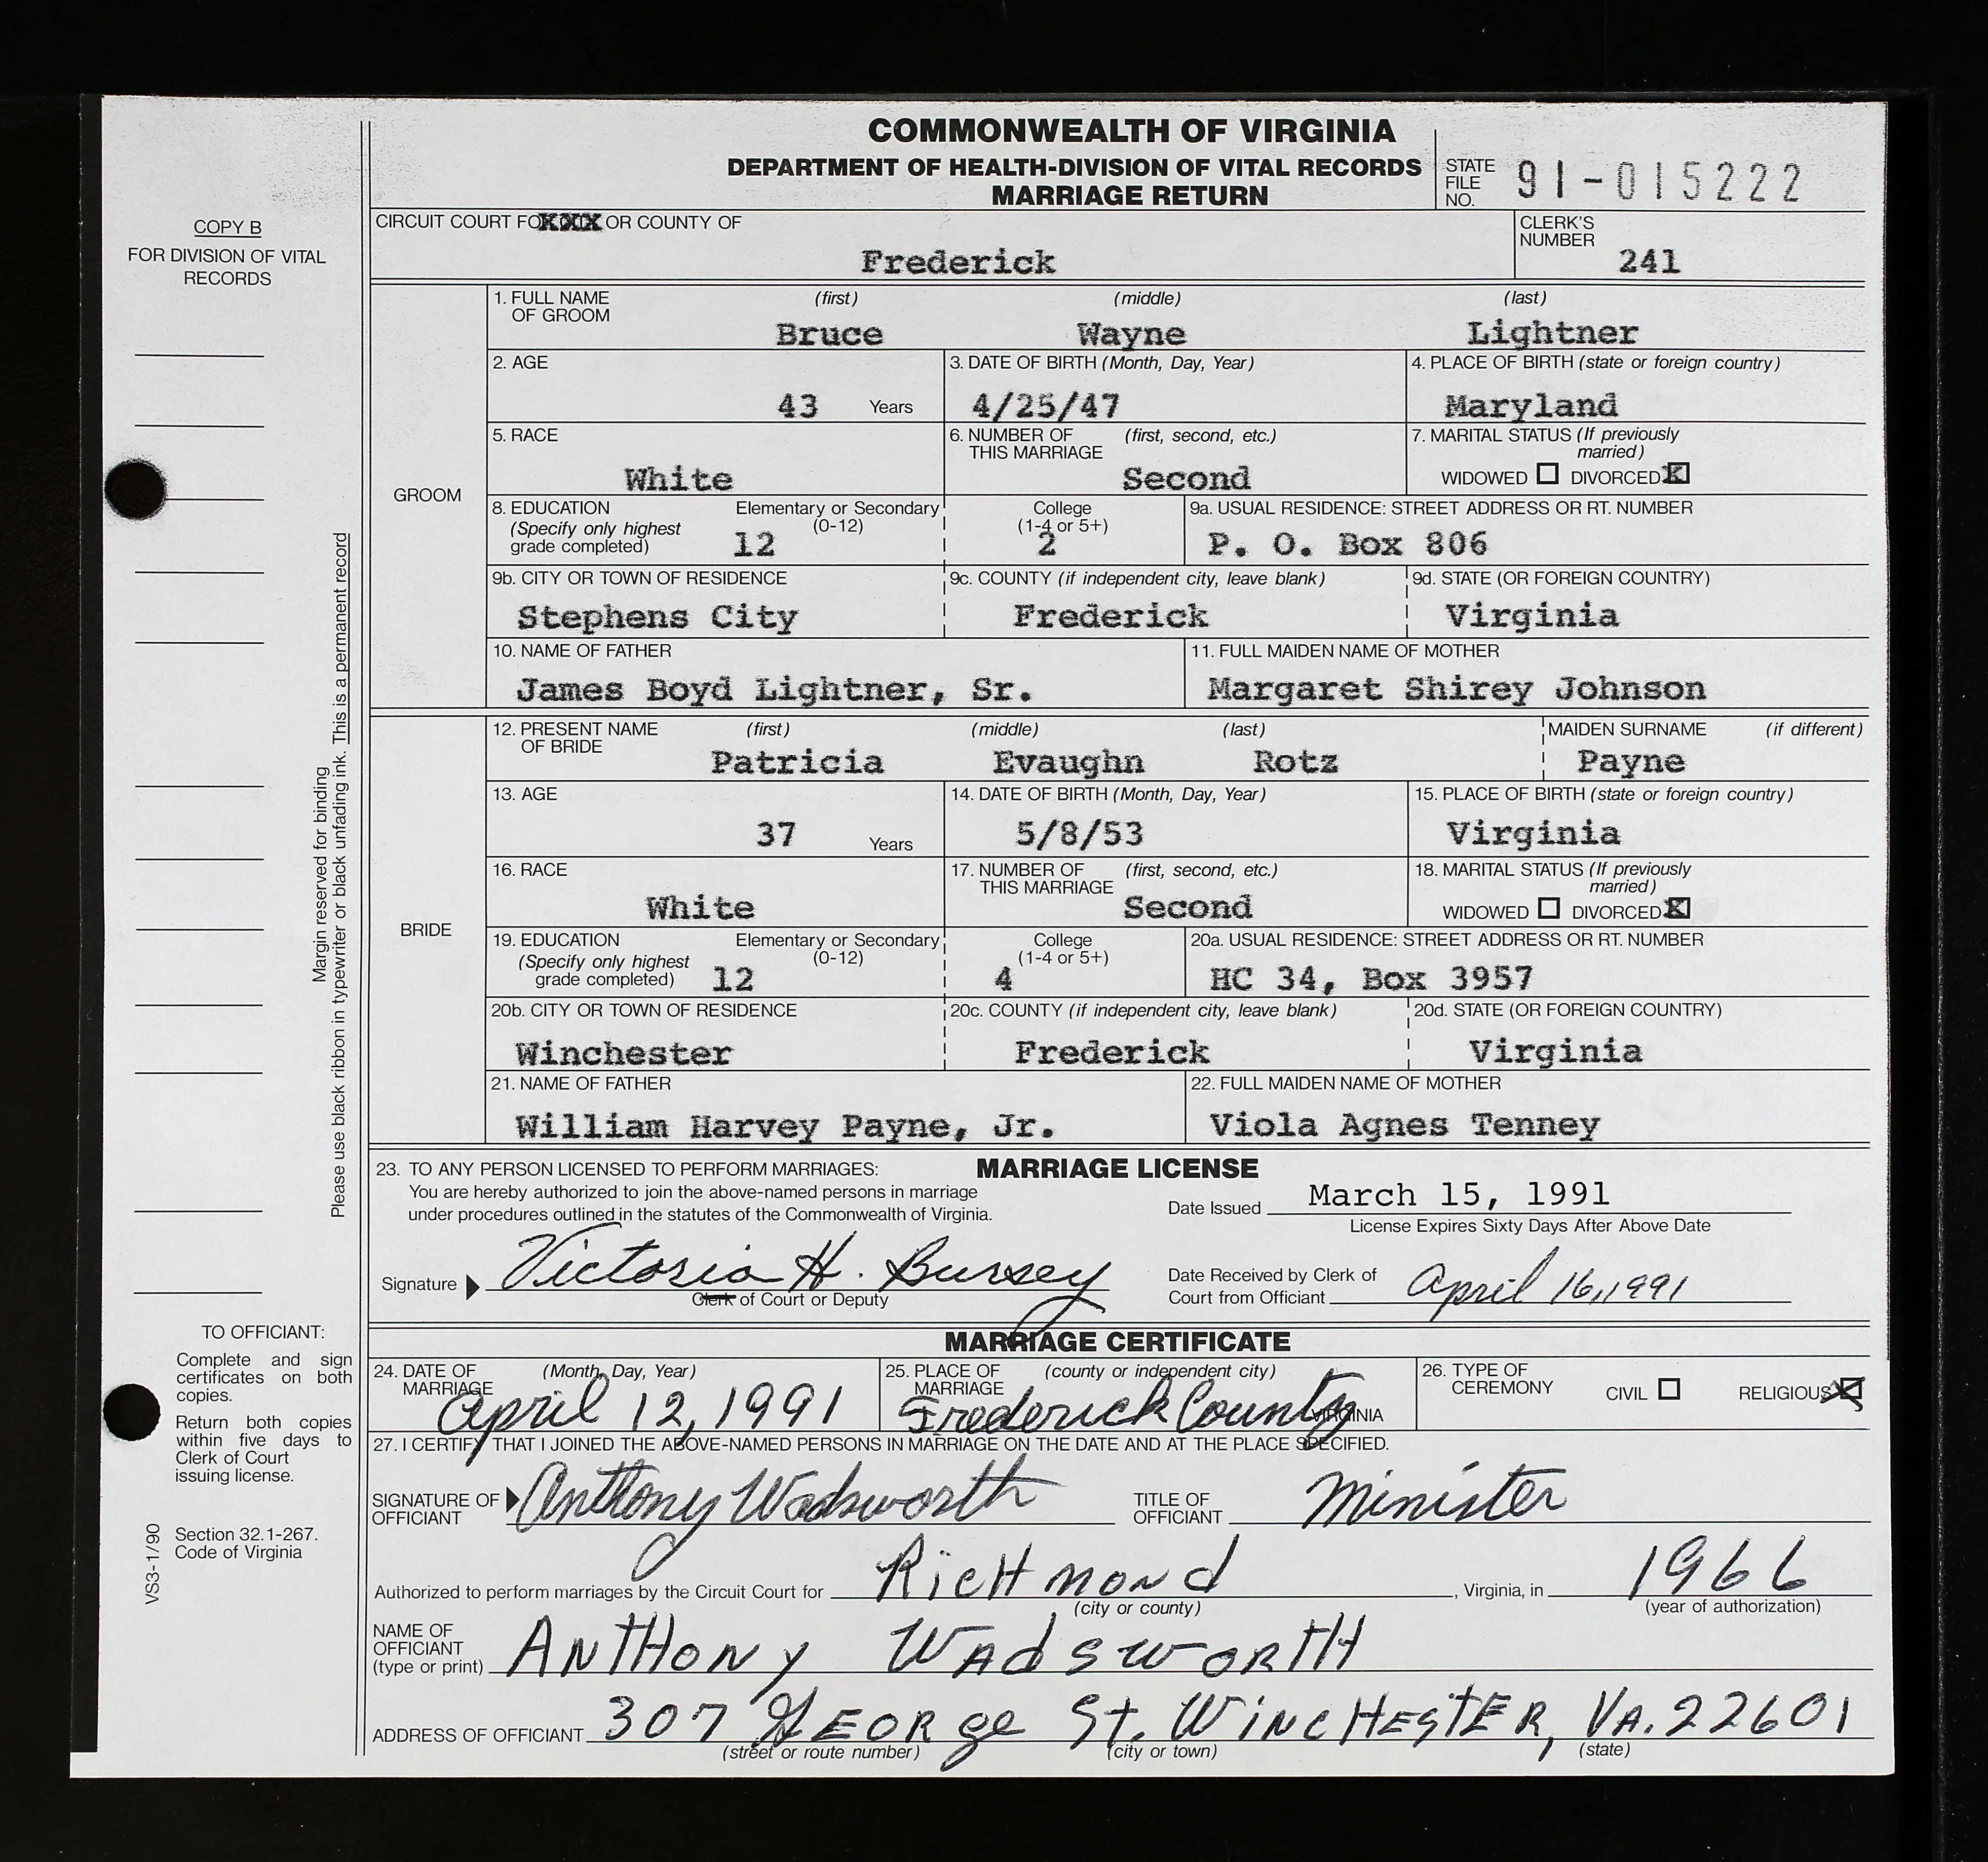 COMMONWEALTH OF VIRGINIA
DEPARTMENT OF HEALTH-DIVISION OF VITAL RECORDS
MARRIAGE RETURN
STATE FILE NO. 91-015222
COPY B
FOR DIVISION OF VITAL
RECORDS
CIRCUIT COURT FO XXX OR COUNTY OF
Frederick
CLERK'S NUMBER
241
GROOM
1. FULL NAME OF GROOM (first) (middle) (last)
Bruce Wayne Lightner
2. AGE 3. DATE OF BIRTH (Month, Day, Year) 4. PLACE OF BIRTH (state or foreign country)
43 Years 4/25/47 Maryland
5. RACE 6. NUMBER OF THIS MARRIAGE (first, second, etc.) 7. MARITAL STATUS (If previously married)
White Second WIDOWED DIVORCED X
8. EDUCATION (Specify only highest grade completed) Elementary or Secondary (0-12) College (1-4 or 5+) 9a. USUAL RESIDENCE: STREET ADDRESS OR RT. NUMBER
12 2 P. O. Box 806
9b. CITY OR TOWN OF RESIDENCE 9c. COUNTY (if independent city, leave blank) 9d. STATE (OR FOREIGN COUNTRY)
Stephens City Frederick Virginia
10. NAME OF FATHER 11. FULL MAIDEN NAME OF MOTHER
James Boyd Lightner, Sr. Margaret Shirey Johnson
BRIDE
12. PRESENT NAME OF BRIDE (first) (middle) (last) MAIDEN SURNAME (if different)
Patricia Evaughn Rotz Payne
13. AGE 14. DATE OF BIRTH (Month, Day, Year) 15. PLACE OF BIRTH (state or foreign country)
37 Years 5/8/53 Virginia
16. RACE 17. NUMBER OF THIS MARRIAGE (first, second, etc.) 18. MARITAL STATUS (If previously married)
White Second WIDOWED DIVORCED X
19. EDUCATION (Specify only highest grade completed) Elementary or Secondary (0-12) College (1-4 or 5+) 20a. USUAL RESIDENCE: STREET ADDRESS OR RT. NUMBER
12 4 HC 34, Box 3957
20b. CITY OR TOWN OF RESIDENCE 20c. COUNTY (if independent city, leave blank) 20d. STATE (OR FOREIGN COUNTRY)
Winchester Frederick Virginia
21. NAME OF FATHER 22. FULL MAIDEN NAME OF MOTHER
William Harvey Payne, Jr. Viola Agnes Tenney
23. TO ANY PERSON LICENSED TO PERFORM MARRIAGES: MARRIAGE LICENSE
You are hereby authorized to join the above-named persons in marriage
under procedures outlined in the statutes of the Commonwealth of Virginia.
Date Issued March 15, 1991
License Expires Sixty Days After Above Date
Signature Victoria H. Bursey
Clerk of Court or Deputy
Date Received by Clerk of
Court from Officiant April 16, 1991
MARRIAGE CERTIFICATE
24. DATE OF MARRIAGE (Month, Day, Year) 25. PLACE OF MARRIAGE (county or independent city) 26. TYPE OF CEREMONY CIVIL RELIGIOUS X
April 12, 1991 Frederick County VIRGINIA
27. I CERTIFY THAT I JOINED THE ABOVE-NAMED PERSONS IN MARRIAGE ON THE DATE AND AT THE PLACE SPECIFIED.
SIGNATURE OF OFFICIANT Anthony Wadsworth TITLE OF OFFICIANT Minister
Authorized to perform marriages by the Circuit Court for Richmond, Virginia, in 1966
(city or county) (year of authorization)
NAME OF OFFICIANT (type or print) Anthony Wadsworth
ADDRESS OF OFFICIANT 307 George St. Winchester, Va. 22601
(street or route number) (city or town) (state)
Margin reserved for binding
Please use black ribbon in typewriter or black unfading ink. This is a permanent record
TO OFFICIANT:
Complete and sign
certificates on both
copies.
Return both copies
within five days to
Clerk of Court
issuing license.
Section 32.1-267.
Code of Virginia
VS3-1/90